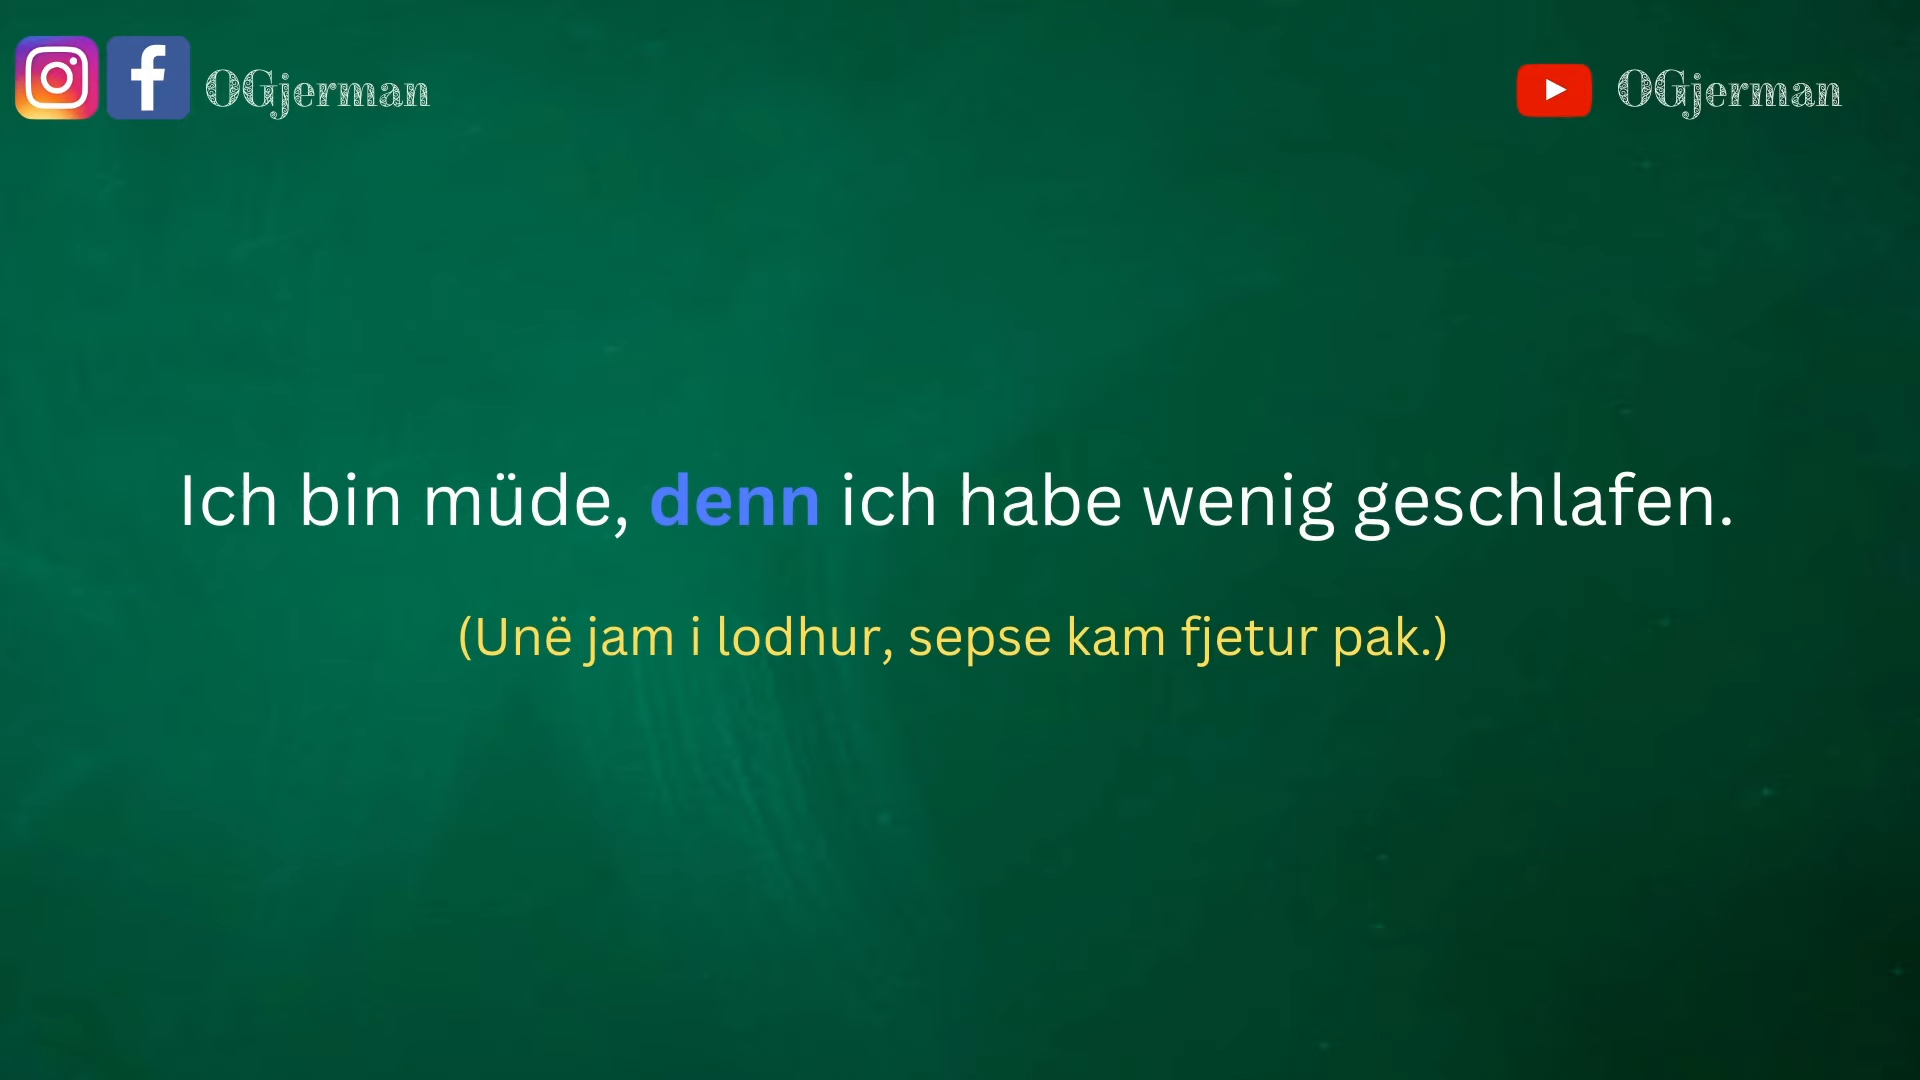 OGjerman
OGjerman
Ich bin müde, denn ich habe wenig geschlafen.
(Unë jam i lodhur, sepse kam fjetur pak.)